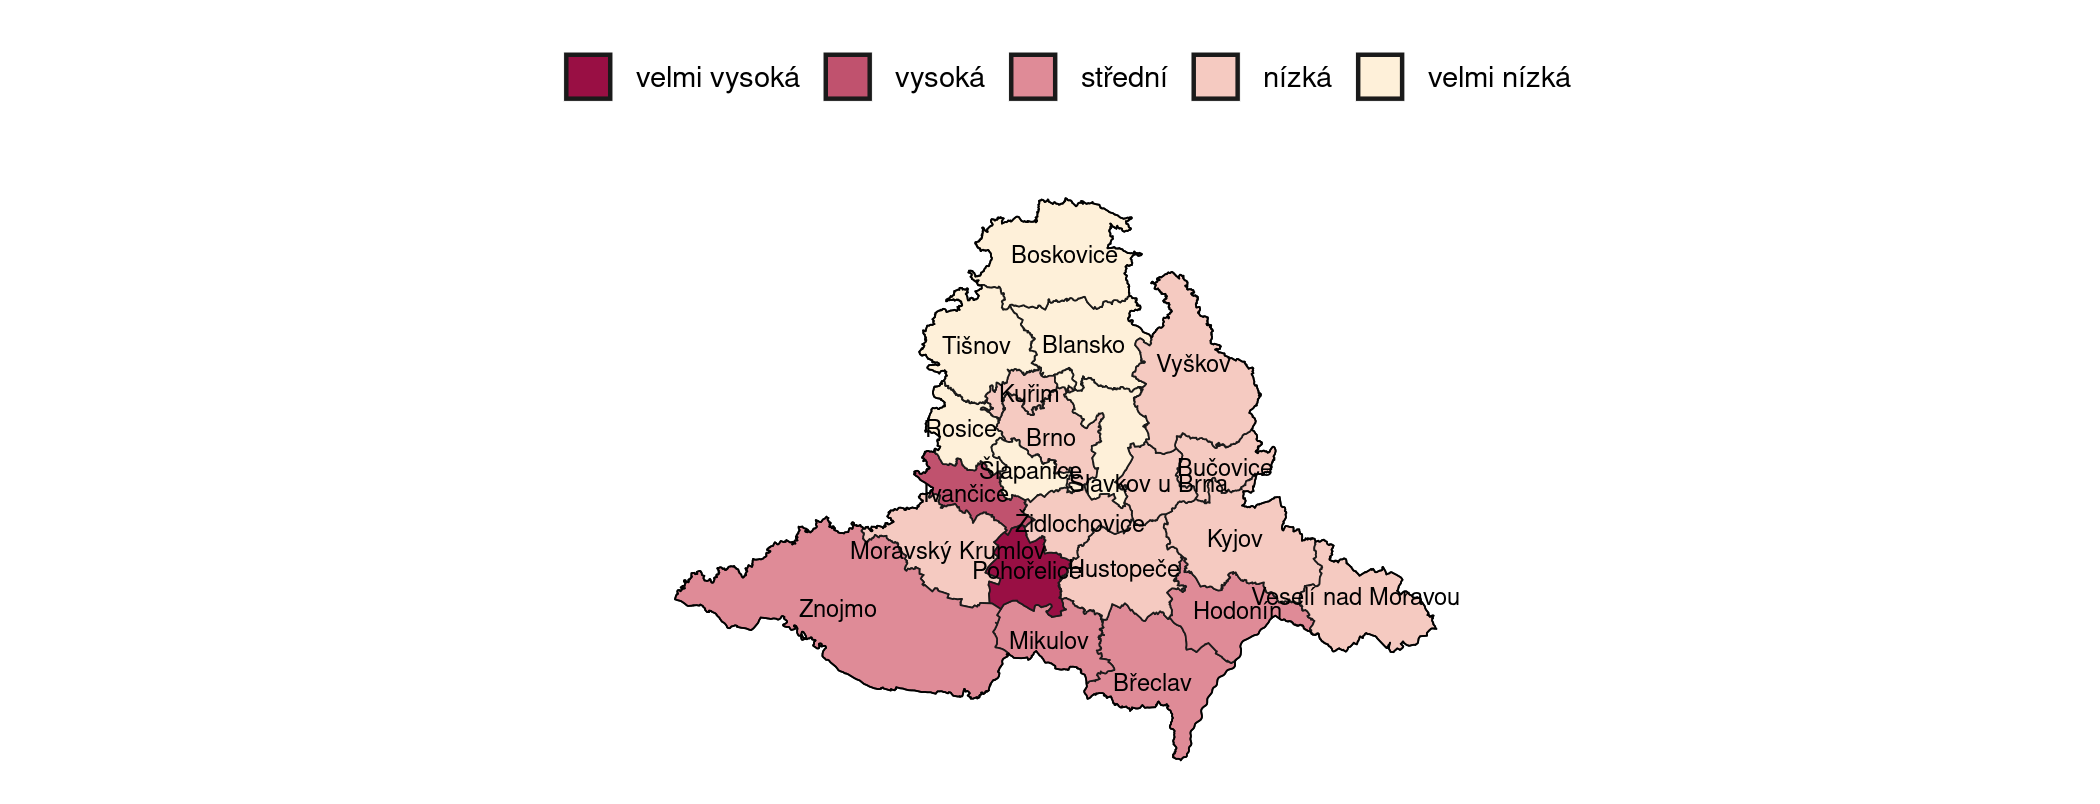 velmi vysoká vysoká střední nízká velmi nízká
Boskovice
Tišnov
Blansko
Vyškov
Kuřim
Rosice
Brno
Šlapanice
Bučovice
Slavkov u Brna
Ivančice
Židlochovice
Kyjov
Moravský Krumlov
Pohořelice
Hustopeče
Veselí nad Moravou
Znojmo
Hodonín
Mikulov
Břeclav